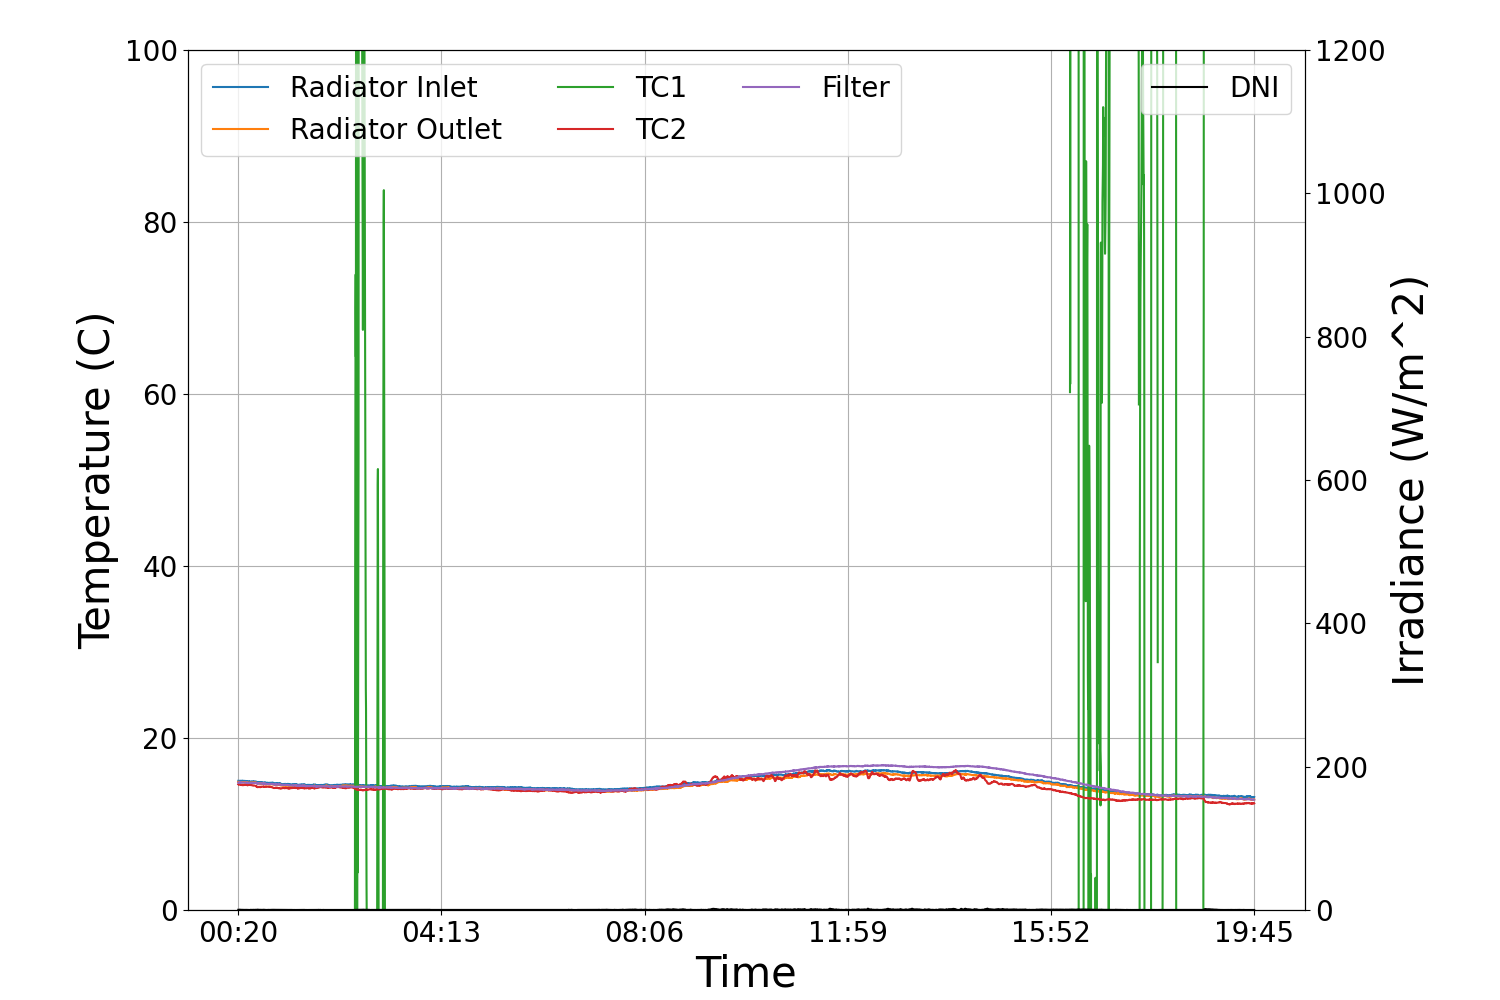 100
80
60
40
20
0
Temperature (C)
Radiator Inlet
Radiator Outlet
TC1
TC2
Filter
DNI
1200
1000
800
600
400
200
0
Irradiance (W/m^2)
00:20 04:13 08:06 11:59 15:52 19:45
Time